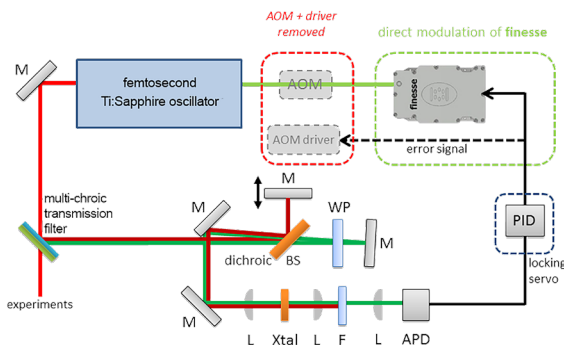 AOM + driver
removed
direct modulation of finesse
M
femtosecond
Ti:Sapphire oscillator
AOM
finesse
AOM driver
error signal
M
multi-chroic
transmission
filter
WP
PID
dichroic
BS
M
locking
servo
experiments
M
L
Xtal
L
F
L
APD